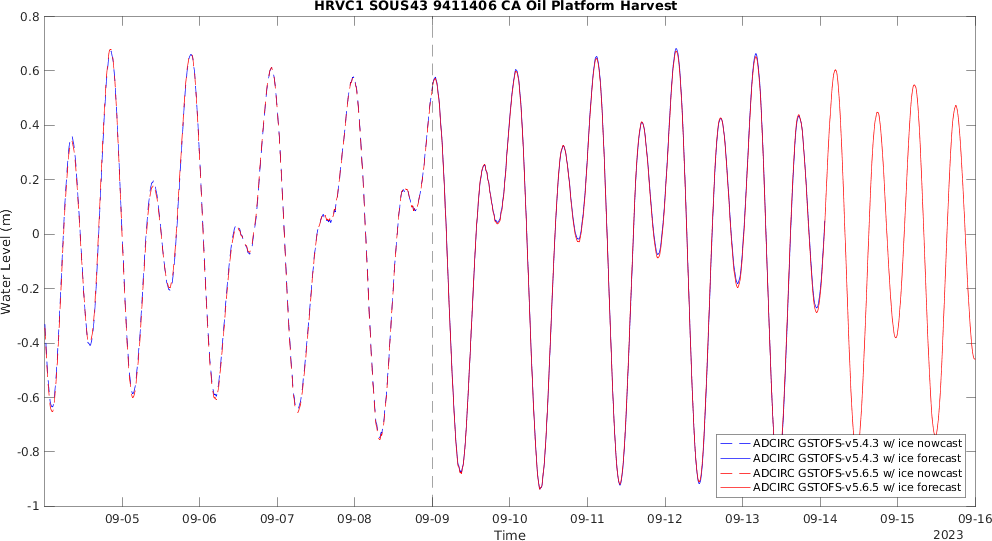 HRVC1 SOUS43 9411406 CA Oil Platform Harvest
0.8
0.6
0.4
0.2
0
-0.2
-0.4
-0.6
-0.8
-1
Water Level (m)
ADCIRC GSTOFS-v5.4.3 w/ ice nowcast
ADCIRC GSTOFS-v5.4.3 w/ ice forecast
ADCIRC GSTOFS-v5.6.5 w/ ice nowcast
ADCIRC GSTOFS-v5.6.5 w/ ice forecast
09-05 09-06 09-07 09-08 09-09 09-10 09-11 09-12 09-13 09-14 09-15 09-16
Time
2023